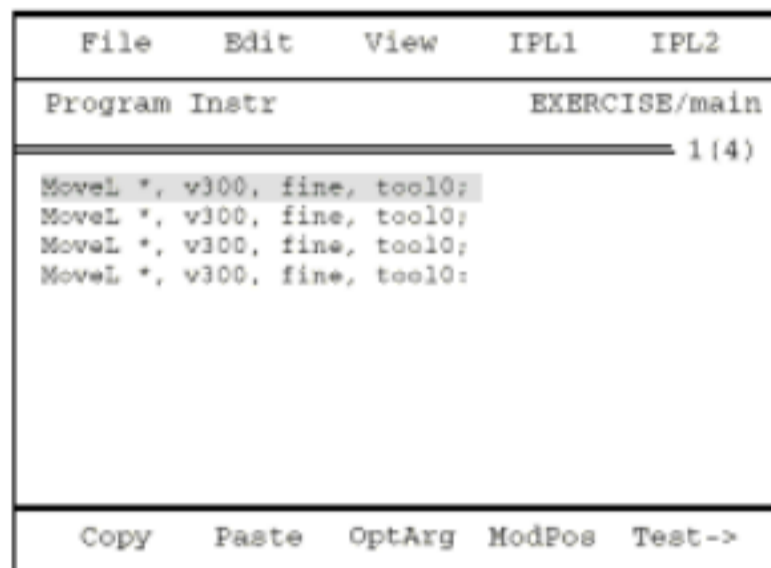 File Edit View IPL1 IPL2
Program Instr EXERCISE/main
1(4)
MoveL *, v300, fine, tool0;
MoveL *, v300, fine, tool0;
MoveL *, v300, fine, tool0;
MoveL *, v300, fine, tool0:
Copy Paste OptArg ModPos Test->